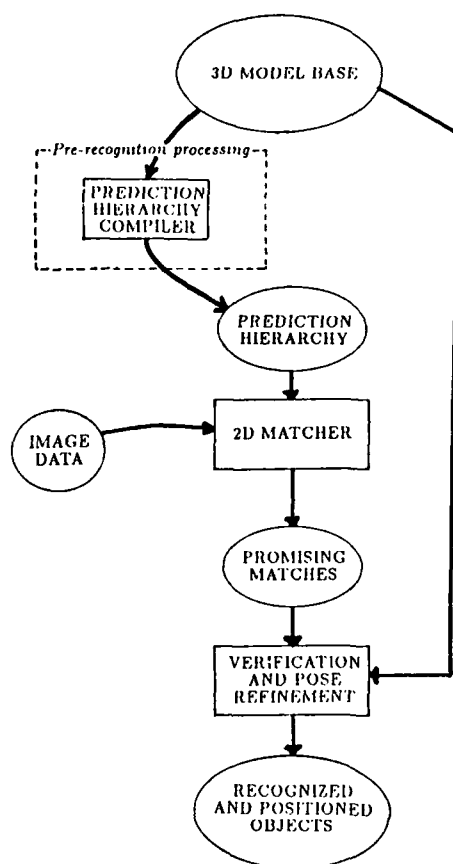 3D MODEL BASE
Pre-recognition processing
PREDICTION
HIERARCHY
COMPILER
PREDICTION
HIERARCHY
IMAGE
DATA
2D MATCHER
PROMISING
MATCHES
VERIFICATION
AND POSE
REFINEMENT
RECOGNIZED
AND POSITIONED
OBJECTS